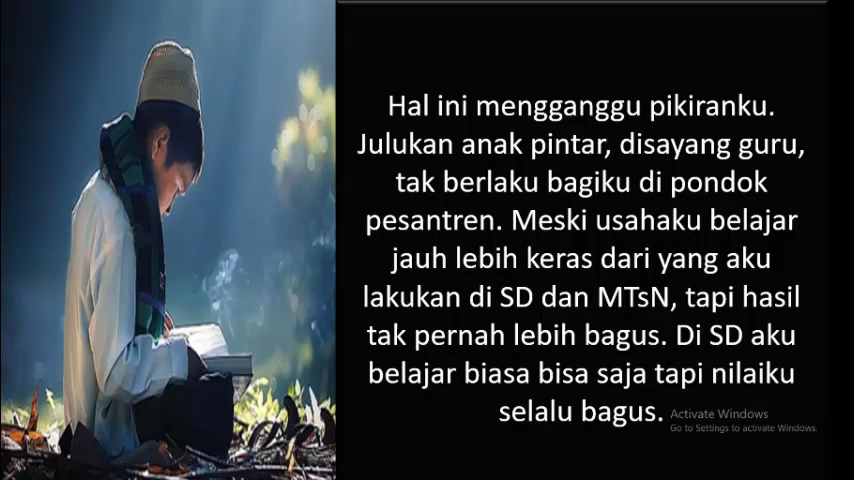 Hal ini mengganggu pikiranku.
Julukan anak pintar, disayang guru,
tak berlaku bagiku di pondok
pesantren. Meski usahaku belajar
jauh lebih keras dari yang aku
lakukan di SD dan MTsN, tapi hasil
tak pernah lebih bagus. Di SD aku
belajar biasa bisa saja tapi nilaiku
selalu bagus.
Activate Windows
Go to Settings to activate Windows.